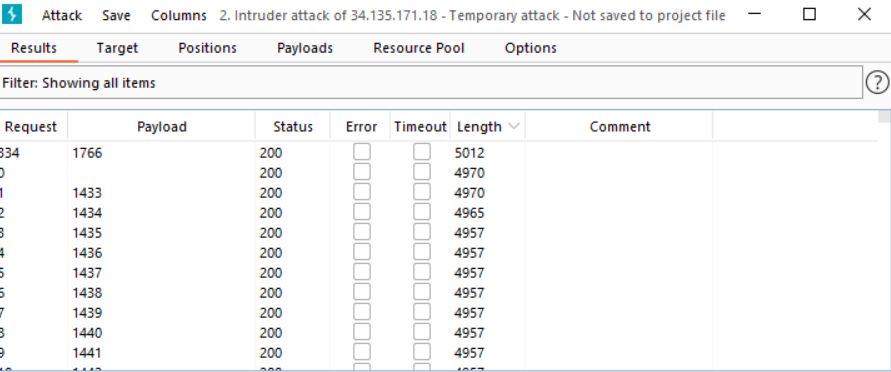 Attack Save Columns 2. Intruder attack of 34.135.171.18 - Temporary attack - Not saved to project file
Results Target Positions Payloads Resource Pool Options
Filter: Showing all items
?
Request Payload Status Error Timeout Length Comment
334 1766 200 5012
0 200 4970
1 1433 200 4970
2 1434 200 4965
3 1435 200 4957
4 1436 200 4957
5 1437 200 4957
6 1438 200 4957
7 1439 200 4957
8 1440 200 4957
9 1441 200 4957